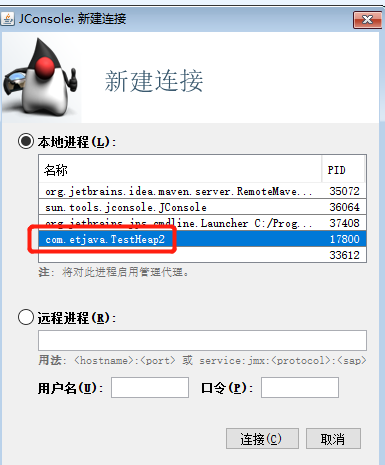 JConsole: 新建连接
新建连接
本地进程(L):
名称 PID
org.jetbrains.idea.maven.server.RemoteMave... 35072
sun.tools.jconsole.JConsole 36064
org.jetbrains.jps.cmdline.Launcher C:/Prog... 37408
com.etjava.TestHeap2 17800
33612
注: 将对此进程启用管理代理。
远程进程(R):
用法: <hostname>:<port> 或 service:jmx:<protocol>:<sap>
用户名(U): 口令(P):
连接(C) 取消